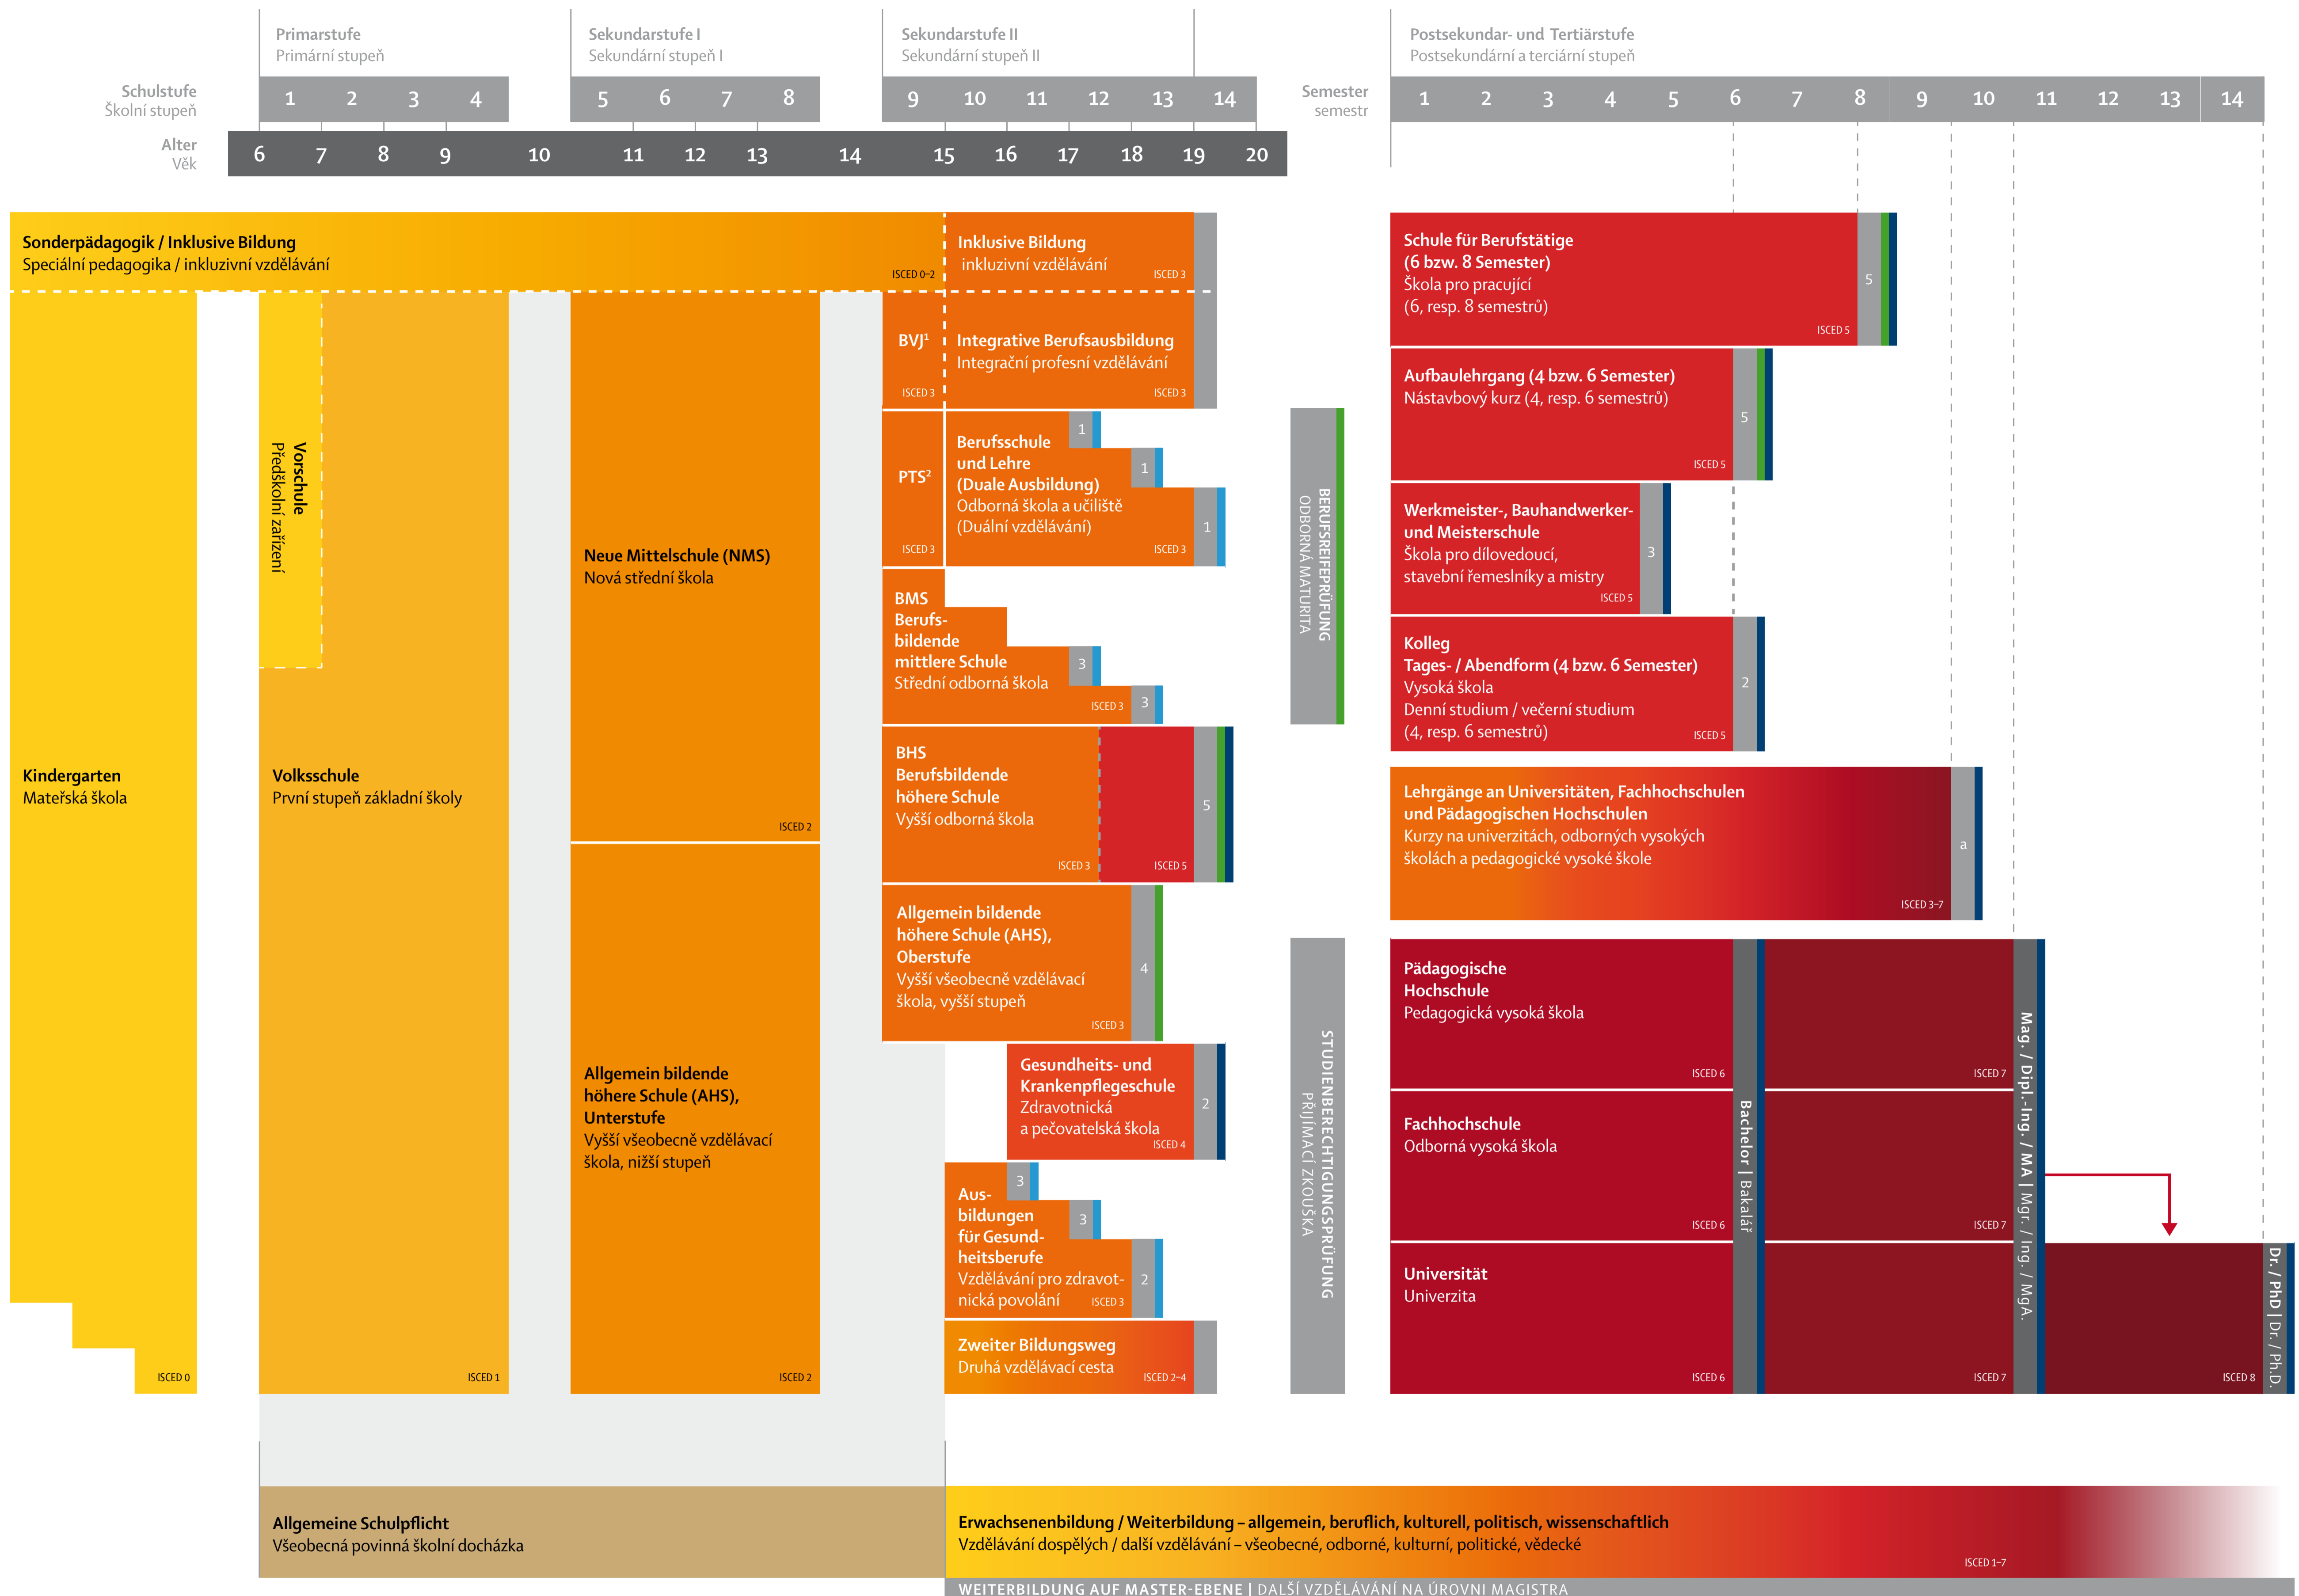 Primarstufe
Primární stupeň
Sekundarstufe I
Sekundární stupeň I
Sekundarstufe II
Sekundární stupeň II
Postsekundar- und Tertiärstufe
Postsekundární a terciární stupeň
Schulstufe
Školní stupeň
1 2 3 4 5 6 7 8 9 10 11 12 13 14
Semester
semestr
1 2 3 4 5 6 7 8 9 10 11 12 13 14
Alter
Věk
6 7 8 9 10 11 12 13 14 15 16 17 18 19 20
Sonderpädagogik / Inklusive Bildung
Speciální pedagogika / inkluzivní vzdělávání
ISCED 0–2
Inklusive Bildung
inkluzivní vzdělávání
ISCED 3
Kindergarten
Mateřská škola
ISCED 0
Vorschule
Předškolní zařízení
Volksschule
První stupeň základní školy
ISCED 1
Neue Mittelschule (NMS)
Nová střední škola
ISCED 2
Allgemein bildende
höhere Schule (AHS),
Unterstufe
Vyšší všeobecně vzdělávací
škola, nižší stupeň
ISCED 2
BVJ¹
ISCED 3
Integrative Berufsausbildung
Integrační profesní vzdělávání
ISCED 3
PTS²
ISCED 3
Berufsschule
und Lehre
(Duale Ausbildung)
Odborná škola a učiliště
(Duální vzdělávání)
ISCED 3
1
1
1
BMS
Berufs-
bildende
mittlere Schule
Střední odborná škola
ISCED 3
3
3
BHS
Berufsbildende
höhere Schule
Vyšší odborná škola
ISCED 3
ISCED 5
5
Allgemein bildende
höhere Schule (AHS),
Oberstufe
Vyšší všeobecně vzdělávací
škola, vyšší stupeň
ISCED 3
4
Gesundheits- und
Krankenpflegeschule
Zdravotnická
a pečovatelská škola
ISCED 4
2
Aus-
bildungen
für Gesund-
heitsberufe
Vzdělávání pro zdravot-
nická povolání
ISCED 3
3
3
2
Zweiter Bildungsweg
Druhá vzdělávací cesta
ISCED 2–4
BERUFSREIFEPRÜFUNG
ODBORNÁ MATURITA
STUDIENBERECHTIGUNGSPRÜFUNG
PŘIJÍMACÍ ZKOUŠKA
Schule für Berufstätige
(6 bzw. 8 Semester)
Škola pro pracující
(6, resp. 8 semestrů)
ISCED 5
5
Aufbaulehrgang (4 bzw. 6 Semester)
Nástavbový kurz (4, resp. 6 semestrů)
ISCED 5
5
Werkmeister-, Bauhandwerker-
und Meisterschule
Škola pro dílovedoucí,
stavební řemeslníky a mistry
ISCED 5
3
Kolleg
Tages- / Abendform (4 bzw. 6 Semester)
Vysoká škola
Denní studium / večerní studium
(4, resp. 6 semestrů)
ISCED 5
2
Lehrgänge an Universitäten, Fachhochschulen
und Pädagogischen Hochschulen
Kurzy na univerzitách, odborných vysokých
školách a pedagogické vysoké škole
ISCED 3–7
a
Pädagogische
Hochschule
Pedagogická vysoká škola
ISCED 6
ISCED 7
Fachhochschule
Odborná vysoká škola
ISCED 6
ISCED 7
Universität
Univerzita
ISCED 6
ISCED 7
ISCED 8
Bachelor | Bakalář
Mag. / Dipl.-Ing. / MA | Mgr. / Ing. / MgA.
Dr. / PhD | Dr. / Ph.D.
Allgemeine Schulpflicht
Všeobecná povinná školní docházka
Erwachsenenbildung / Weiterbildung – allgemein, beruflich, kulturell, politisch, wissenschaftlich
Vzdělávání dospělých / další vzdělávání – všeobecné, odborné, kulturní, politické, vědecké
ISCED 1–7
WEITERBILDUNG AUF MASTER-EBENE | DALŠÍ VZDĚLÁVÁNÍ NA ÚROVNI MAGISTRA